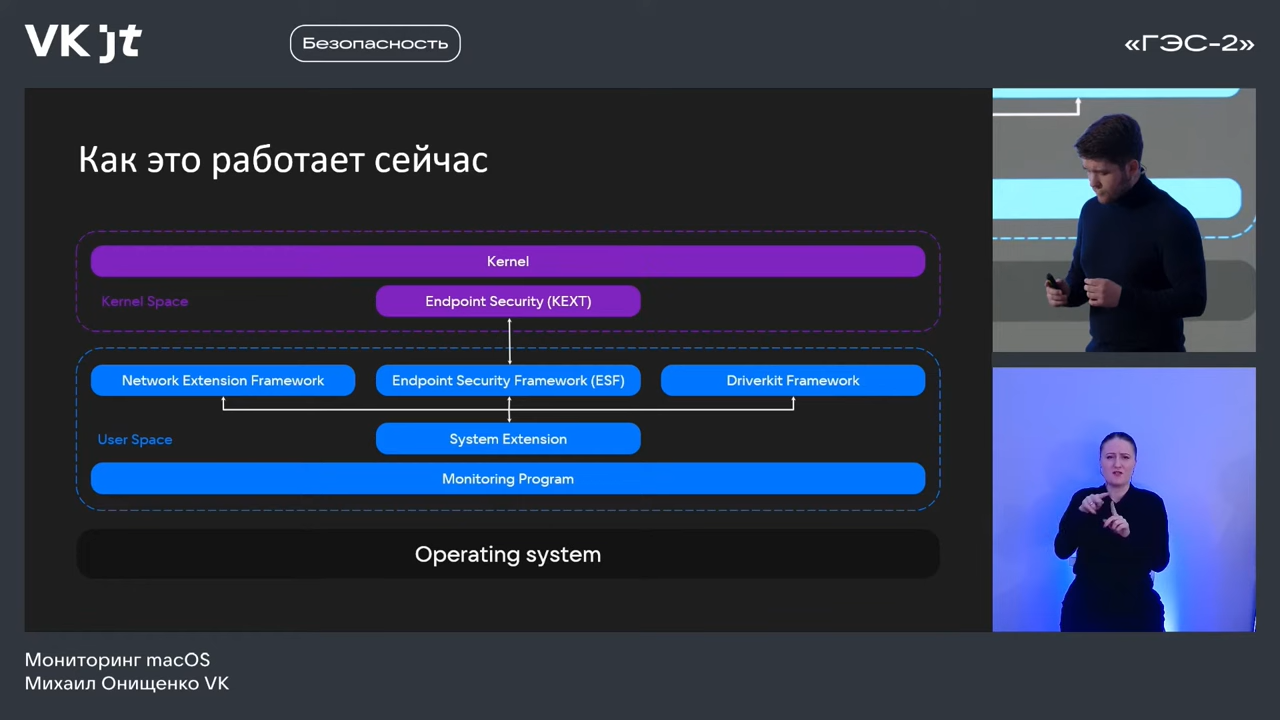 VK jt
Безопасность
«ГЭС-2»
Как это работает сейчас
Kernel
Kernel Space
Endpoint Security (KEXT)
Network Extension Framework
Endpoint Security Framework (ESF)
Driverkit Framework
User Space
System Extension
Monitoring Program
Operating system
Мониторинг macOS
Михаил Онищенко VK